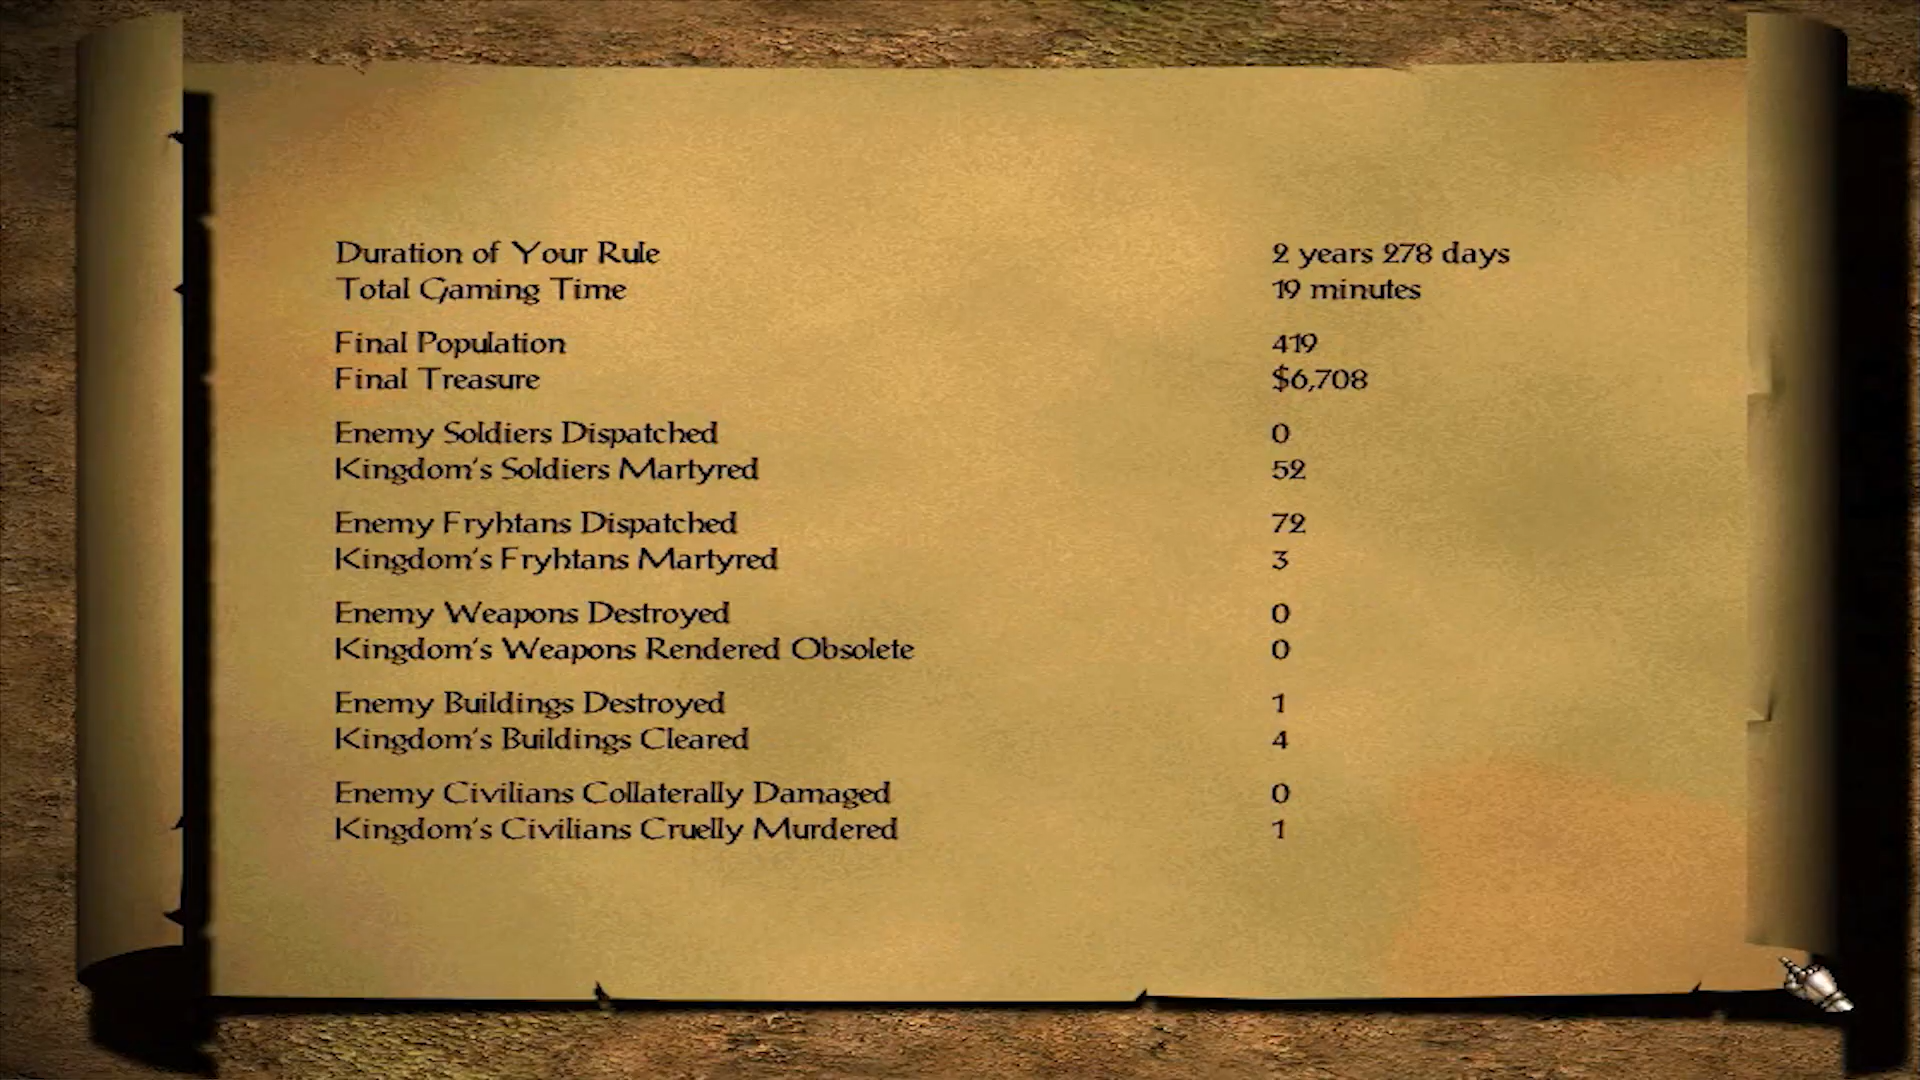 Duration of Your Rule 2 years 278 days
Total Gaming Time 19 minutes
Final Population 419
Final Treasure $6,708
Enemy Soldiers Dispatched 0
Kingdom's Soldiers Martyred 52
Enemy Fryhtans Dispatched 72
Kingdom's Fryhtans Martyred 3
Enemy Weapons Destroyed 0
Kingdom's Weapons Rendered Obsolete 0
Enemy Buildings Destroyed 1
Kingdom's Buildings Cleared 4
Enemy Civilians Collaterally Damaged 0
Kingdom's Civilians Cruelly Murdered 1